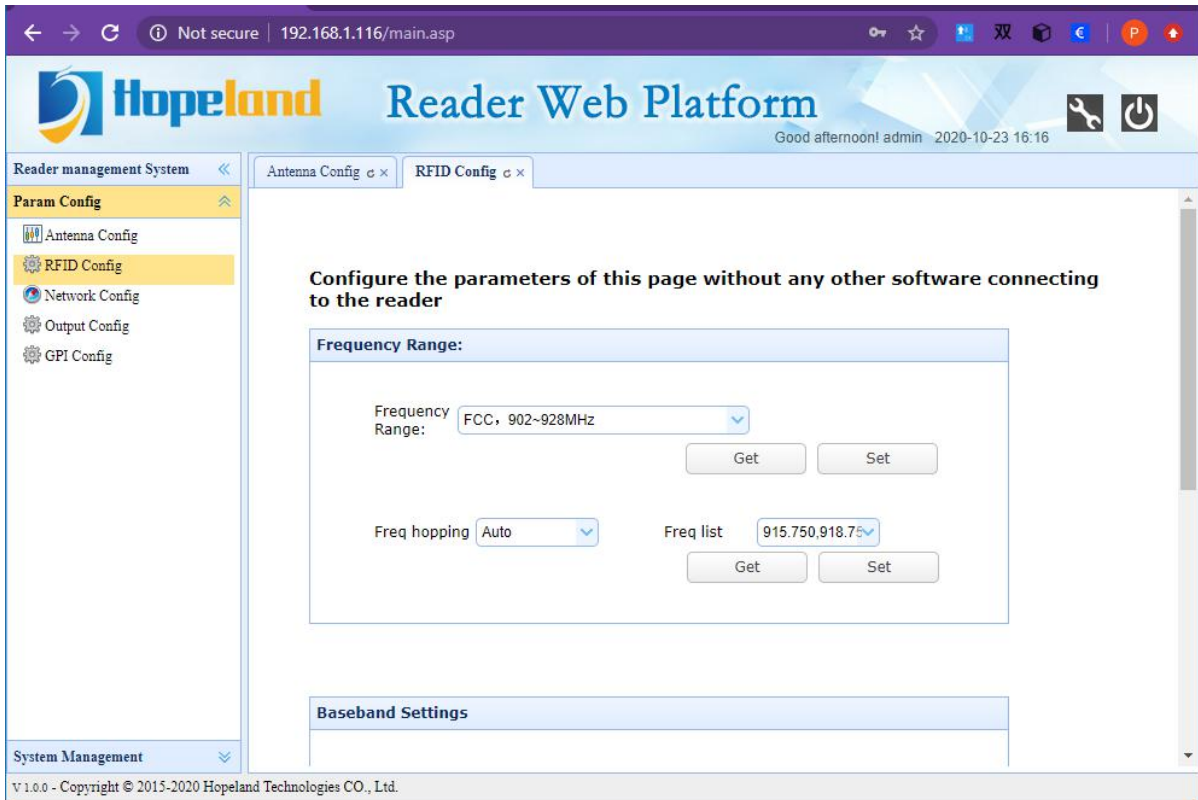 Not secure | 192.168.1.116/main.asp
双
€
P
Hopeland
Reader Web Platform
Good afternoon! admin 2020-10-23 16:16
Reader management System
Antenna Config
RFID Config
Param Config
Antenna Config
RFID Config
Network Config
Output Config
GPI Config
Configure the parameters of this page without any other software connecting
to the reader
Frequency Range:
Frequency
Range:
FCC，902~928MHz
Get Set
Freq hopping Auto Freq list 915.750,918.75
Get Set
Baseband Settings
System Management
V 1.0.0 - Copyright © 2015-2020 Hopeland Technologies CO., Ltd.